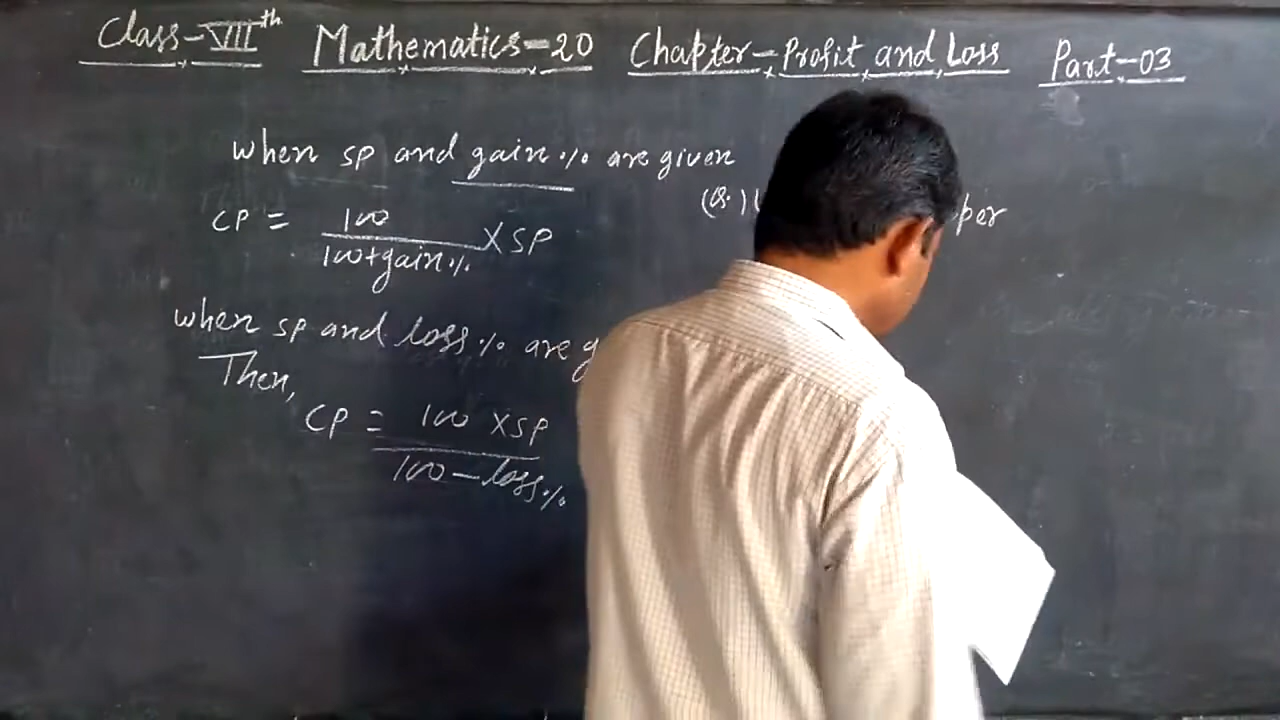 Class-VIIth Mathematics-20 Chapter-Profit and Loss Part-03
when SP and gain % are given
CP = 100 / 100+gain% X SP
(Q.) per
when SP and loss % are
Then,
CP = 100 X SP / 100 - loss %